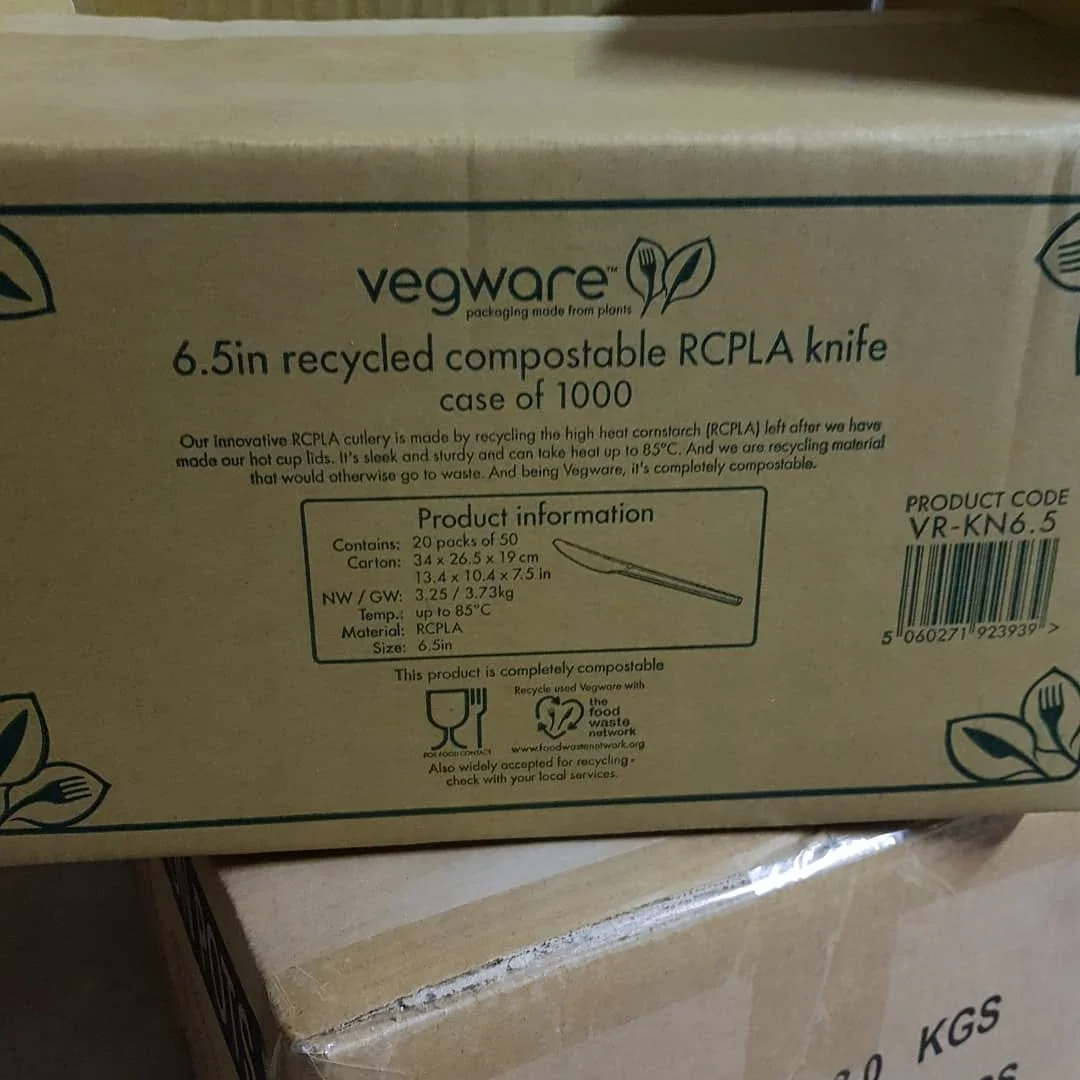 vegware™
packaging made from plants
6.5in recycled compostable RCPLA knife
case of 1000
Our innovative RCPLA cutlery is made by recycling the high heat cornstarch (RCPLA) left after we have
made our hot cup lids. It's sleek and sturdy and can take heat up to 85°C. And we are recycling material
that would otherwise go to waste. And being Vegware, it's completely compostable.
PRODUCT CODE
VR-KN6.5
5 060271 923939 >
Product information
Contains: 20 packs of 50
Carton: 34 x 26.5 x 19 cm
13.4 x 10.4 x 7.5 in
NW / GW: 3.25 / 3.73kg
Temp.: up to 85°C
Material: RCPLA
Size: 6.5in
This product is completely compostable
FOR FOOD CONTACT
Recycle used Vegware with
the
food
waste
network
www.foodwastenetwork.org
Also widely accepted for recycling -
check with your local services.
KGS